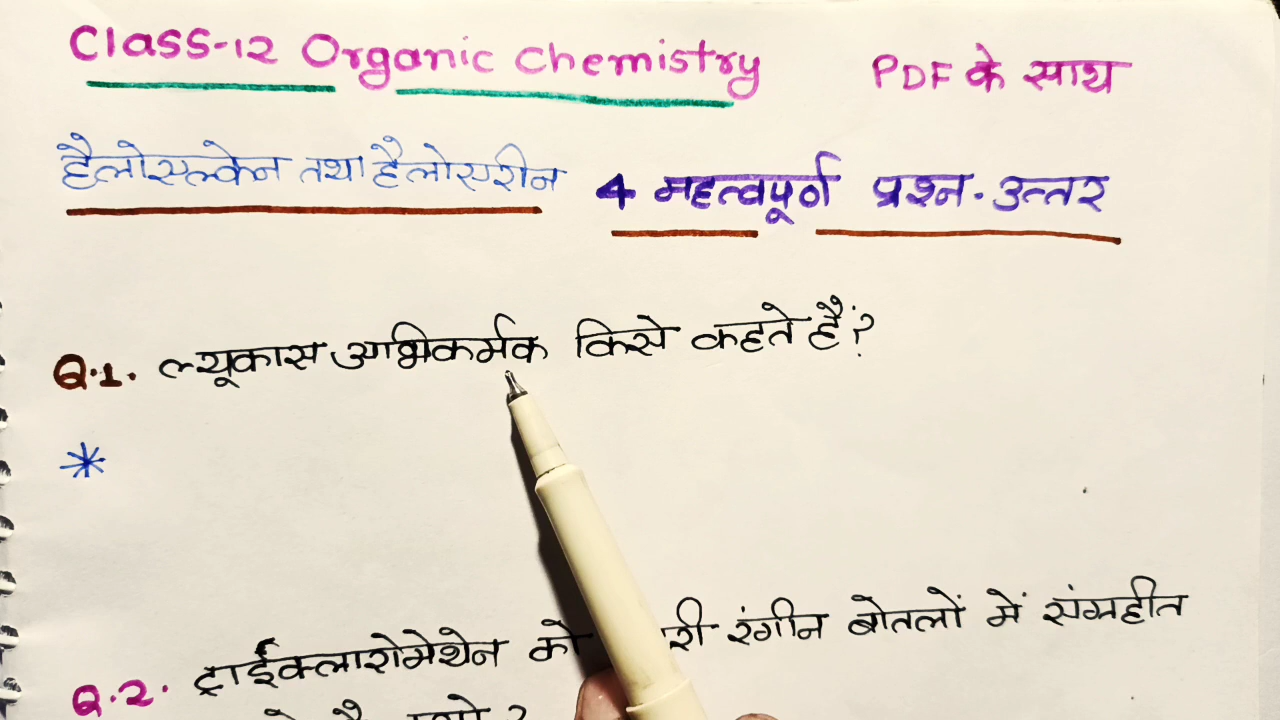 Class-12 Organic Chemistry PDF के साथ
हैलोएल्केन तथा हैलोएरीन 4 महत्वपूर्ण प्रश्न-उत्तर
Q.1. ल्यूकास अभिकर्मक किसे कहते हैं?
*
Q.2. ट्राईक्लोरोमेथेन को री रंगीन बोतलों में संग्रहीत